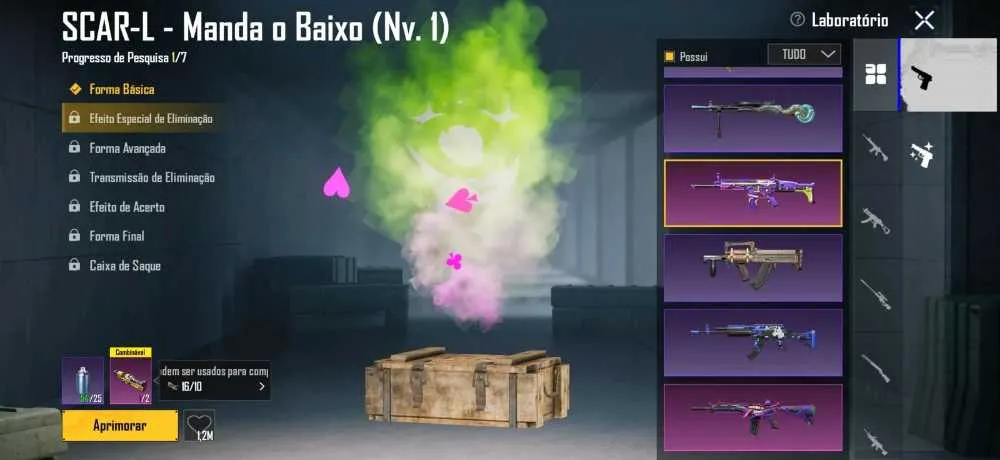 SCAR-L - Manda o Baixo (Nv. 1)
Laboratório
Progresso de Pesquisa 1/7
Possui
TUDO
Forma Básica
Efeito Especial de Eliminação
Forma Avançada
Transmissão de Eliminação
Efeito de Acerto
Forma Final
Caixa de Saque
Combinável
dem ser usados para com
16/10
/25
/2
Aprimorar
1,2M